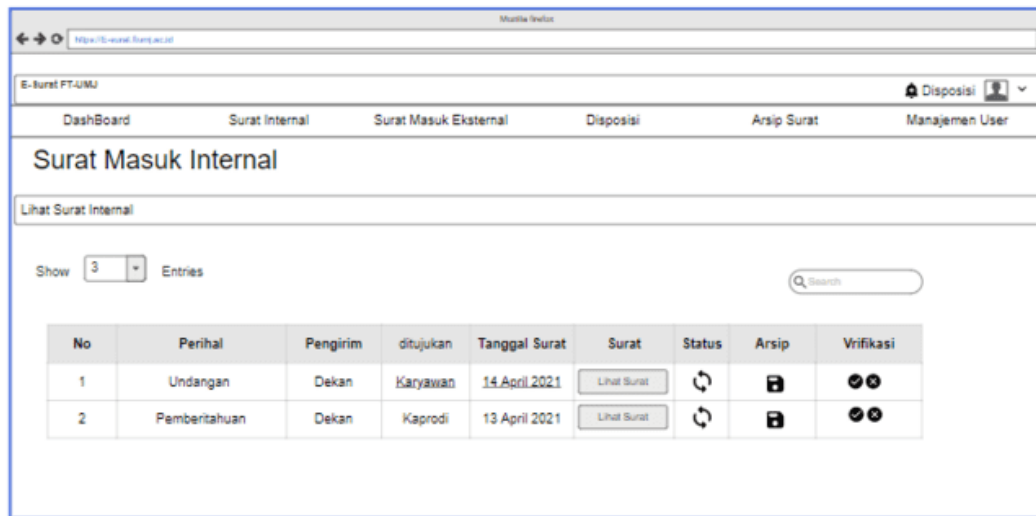 Mozilla firefox
E-Surat FT-UMJ
Disposisi
DashBoard Surat Internal Surat Masuk Eksternal Disposisi Arsip Surat Manajemen User
Surat Masuk Internal
Lihat Surat Internal
Show 3 Entries
Search
No Perihal Pengirim ditujukan Tanggal Surat Surat Status Arsip Vrifikasi
1 Undangan Dekan Karyawan 14 April 2021 Lihat Surat
2 Pemberitahuan Dekan Kaprodi 13 April 2021 Lihat Surat